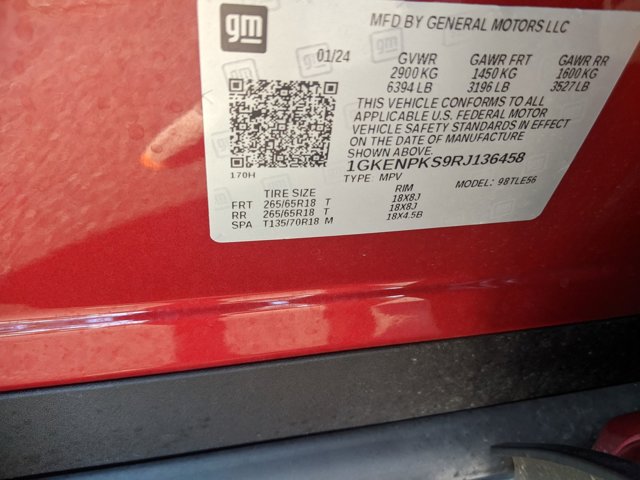 gm
MFD BY GENERAL MOTORS LLC
01/24 GVWR GAWR FRT GAWR RR
2900 KG 1450 KG 1600 KG
6394 LB 3196 LB 3527 LB
THIS VEHICLE CONFORMS TO ALL
APPLICABLE U.S. FEDERAL MOTOR
VEHICLE SAFETY STANDARDS IN EFFECT
ON THE DATE OF MANUFACTURE
SHOWN ABOVE.
170H
1GKENPKS9RJ136458
TYPE: MPV MODEL: 98TLE56
TIRE SIZE RIM
FRT 265/65R18 T 18X8J
RR 265/65R18 T 18X8J
SPA T135/70R18 M 18X4.5B